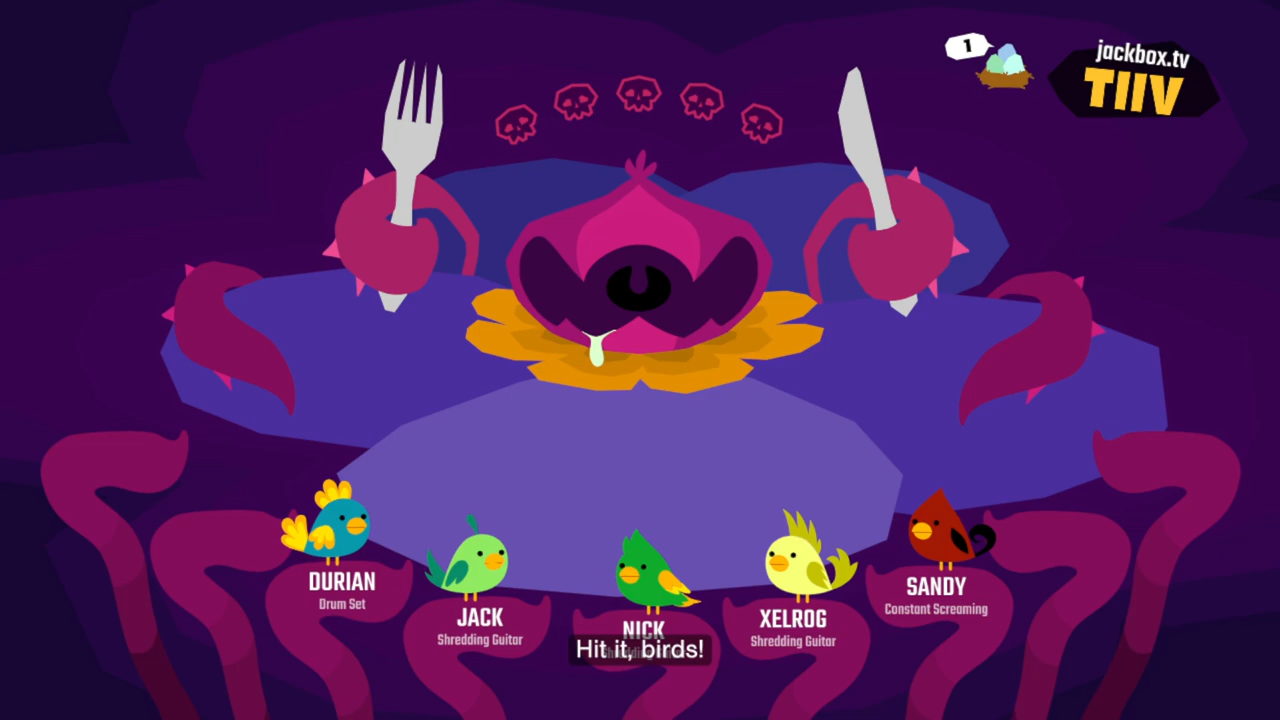 1
jackbox.tv
TIIV
DURIAN
Drum Set
JACK
Shredding Guitar
NICK
Hit it, birds!
XELROG
Shredding Guitar
SANDY
Constant Screaming